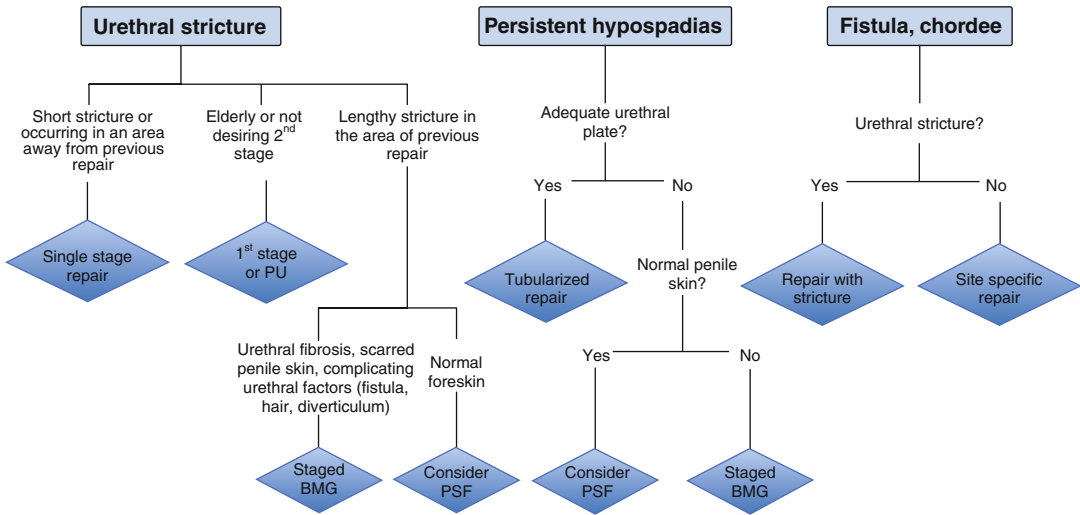 Urethral stricture
Short stricture or
occurring in an area
away from previous
repair
Single stage
repair
Elderly or not
desiring 2nd
stage
1st stage
or PU
Lengthy stricture in
the area of previous
repair
Urethral fibrosis, scarred
penile skin, complicating
urethral factors (fistula,
hair, diverticulum)
Staged
BMG
Normal
foreskin
Consider
PSF
Persistent hypospadias
Adequate urethral
plate?
Yes
Tubularized
repair
No
Normal penile
skin?
Yes
Consider
PSF
No
Staged
BMG
Fistula, chordee
Urethral stricture?
Yes
Repair with
stricture
No
Site specific
repair